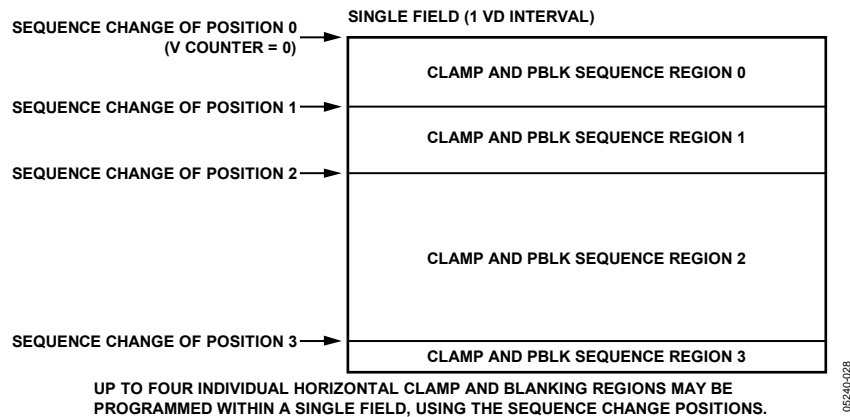 SINGLE FIELD (1 VD INTERVAL)
SEQUENCE CHANGE OF POSITION 0
(V COUNTER = 0)
CLAMP AND PBLK SEQUENCE REGION 0
SEQUENCE CHANGE OF POSITION 1
CLAMP AND PBLK SEQUENCE REGION 1
SEQUENCE CHANGE OF POSITION 2
CLAMP AND PBLK SEQUENCE REGION 2
SEQUENCE CHANGE OF POSITION 3
CLAMP AND PBLK SEQUENCE REGION 3
UP TO FOUR INDIVIDUAL HORIZONTAL CLAMP AND BLANKING REGIONS MAY BE
PROGRAMMED WITHIN A SINGLE FIELD, USING THE SEQUENCE CHANGE POSITIONS.
05240-028